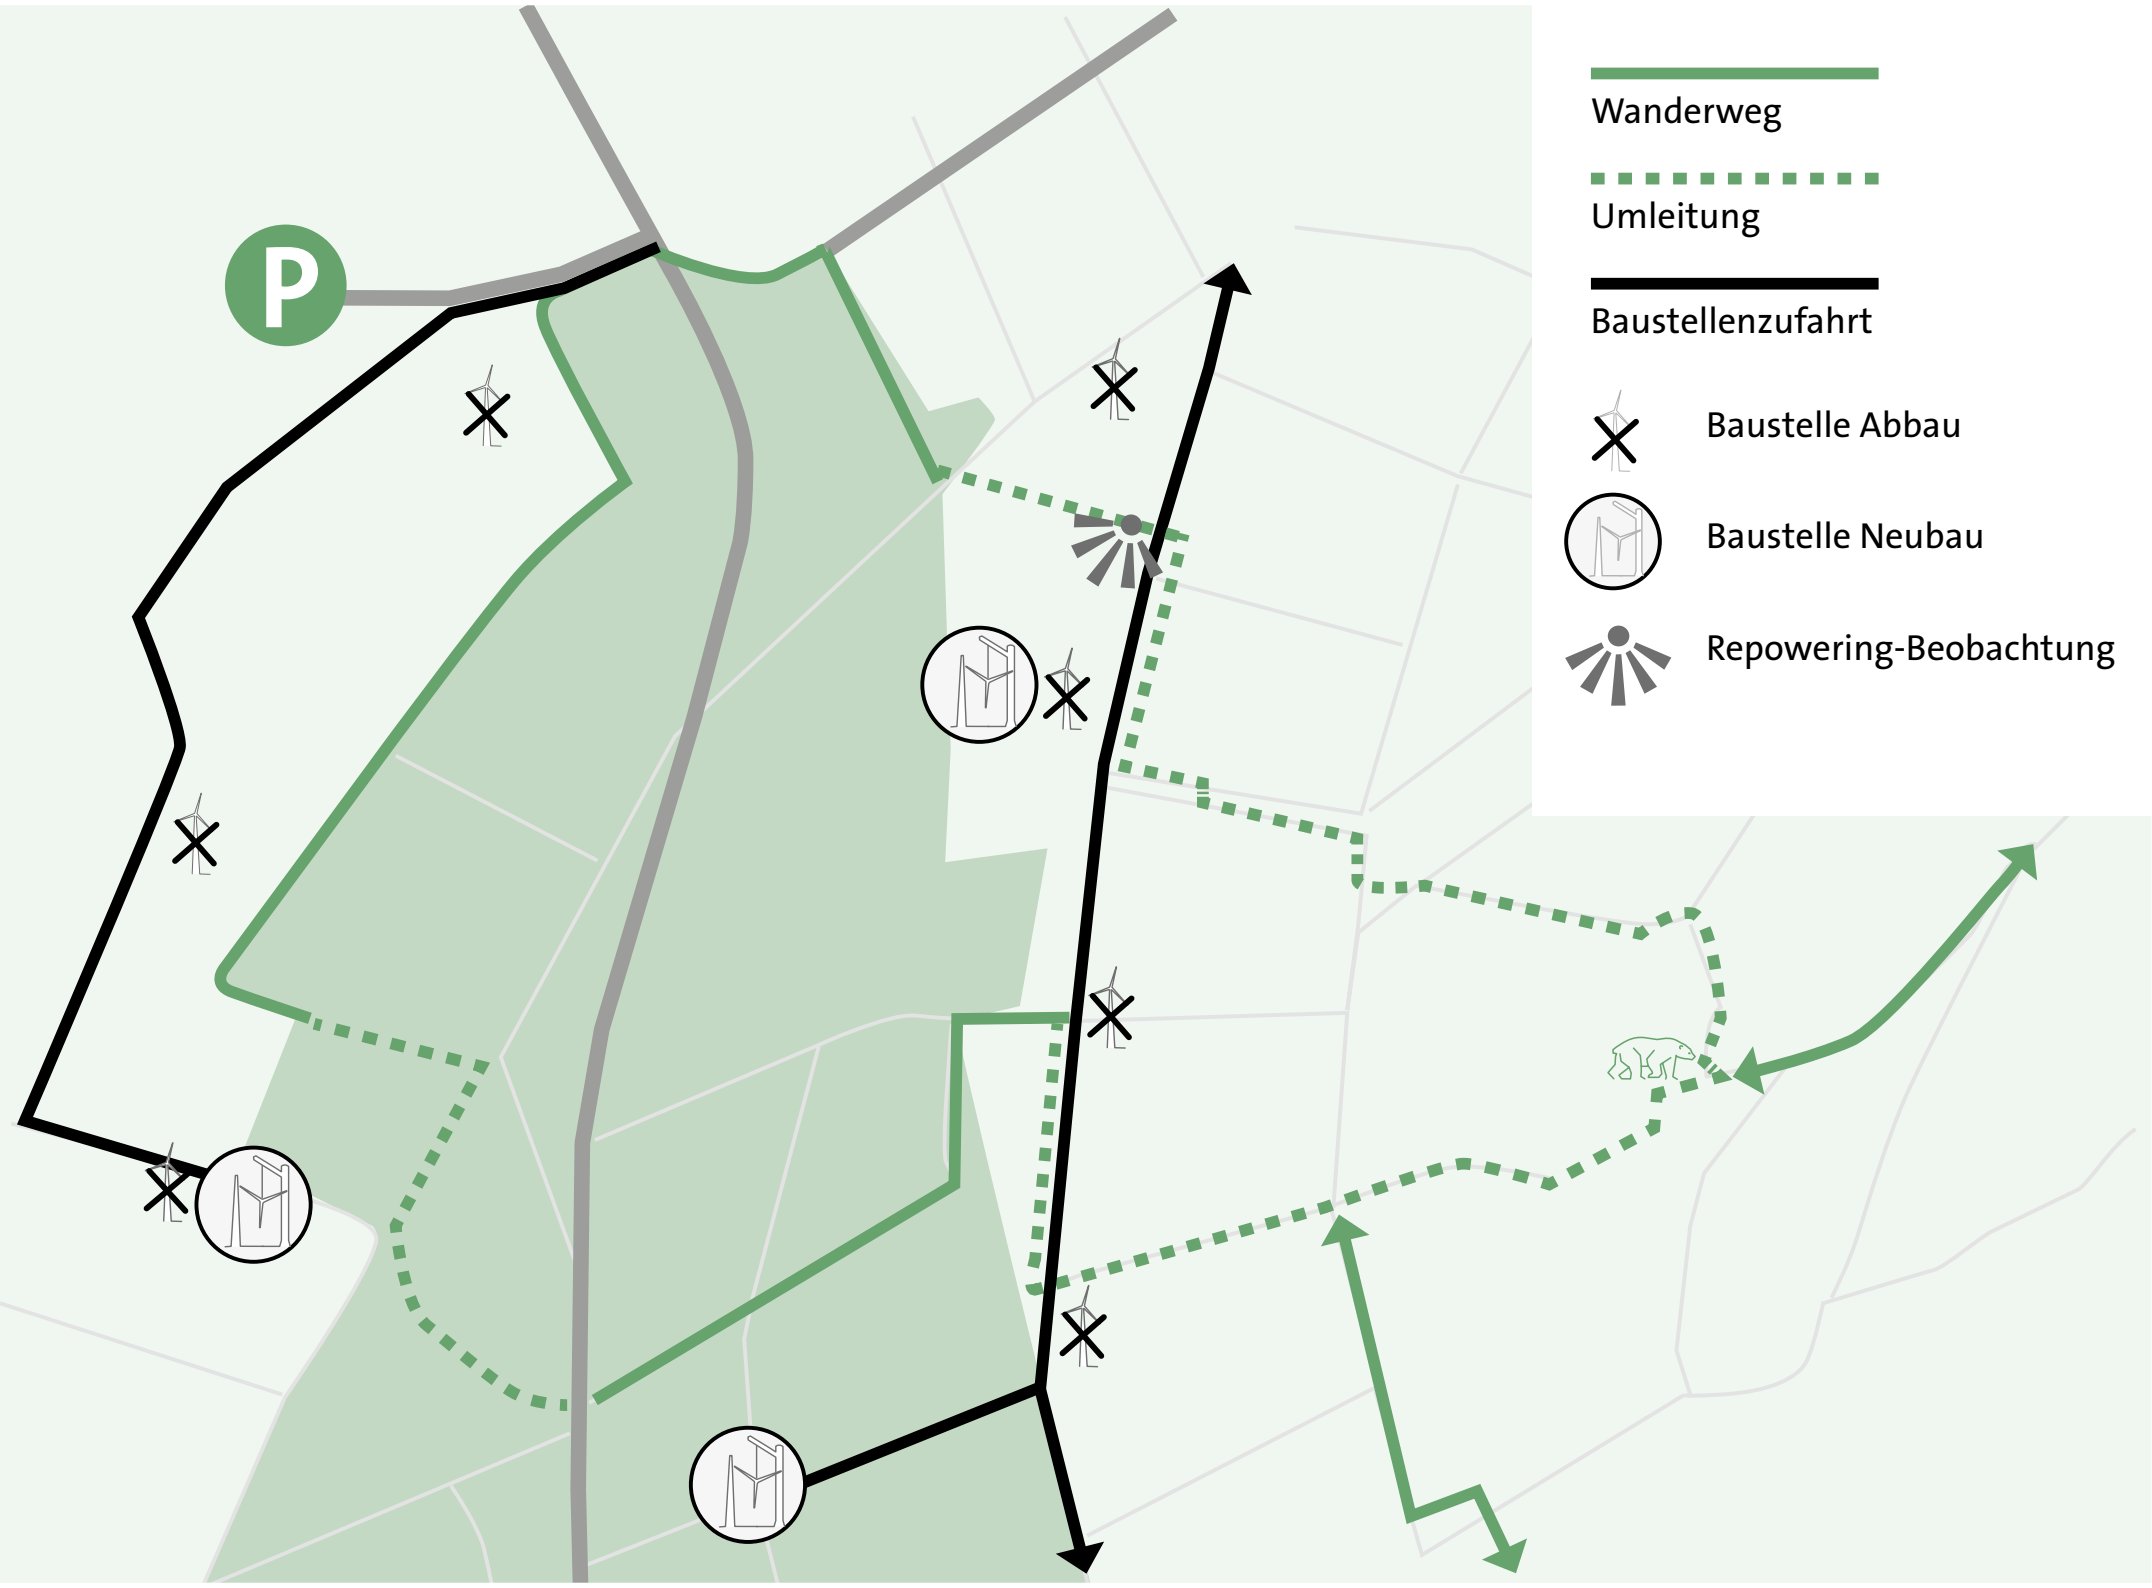 P
Wanderweg
Umleitung
Baustellenzufahrt
Baustelle Abbau
Baustelle Neubau
Repowering-Beobachtung